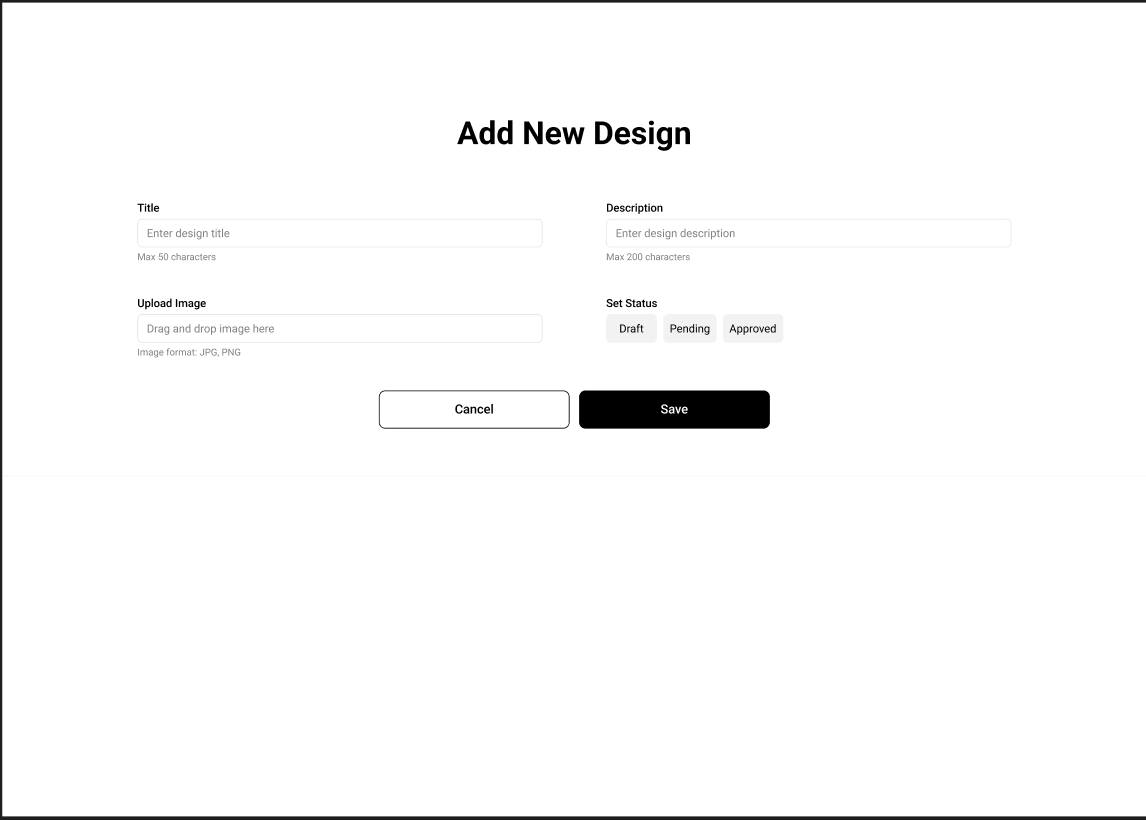 Add New Design
Title
Enter design title
Max 50 characters
Description
Enter design description
Max 200 characters
Upload Image
Drag and drop image here
Image format: JPG, PNG
Set Status
Draft Pending Approved
Cancel Save